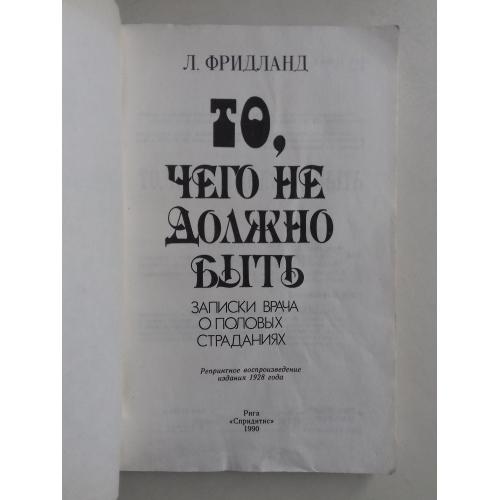 Л. ФРИДЛАНД
ТО,
ЧЕГО НЕ
ДОЛЖНО
БЫТЬ
ЗАПИСКИ ВРАЧА
О ПОЛОВЫХ
СТРАДАНИЯХ
Репринтное воспроизведение
издания 1928 года
Рига
«Спридитис»
1990